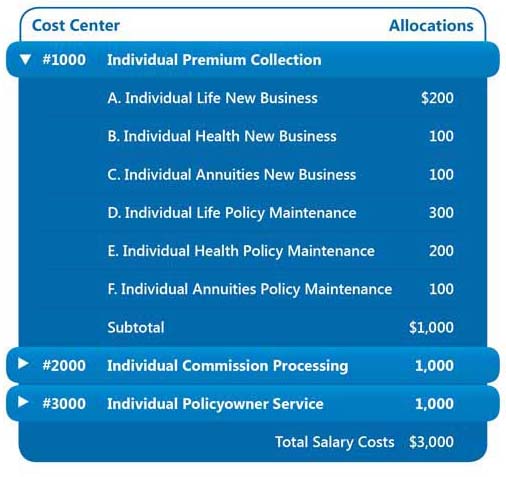 Cost Center Allocations
#1000 Individual Premium Collection
A. Individual Life New Business $200
B. Individual Health New Business 100
C. Individual Annuities New Business 100
D. Individual Life Policy Maintenance 300
E. Individual Health Policy Maintenance 200
F. Individual Annuities Policy Maintenance 100
Subtotal $1,000
#2000 Individual Commission Processing 1,000
#3000 Individual Policyowner Service 1,000
Total Salary Costs $3,000